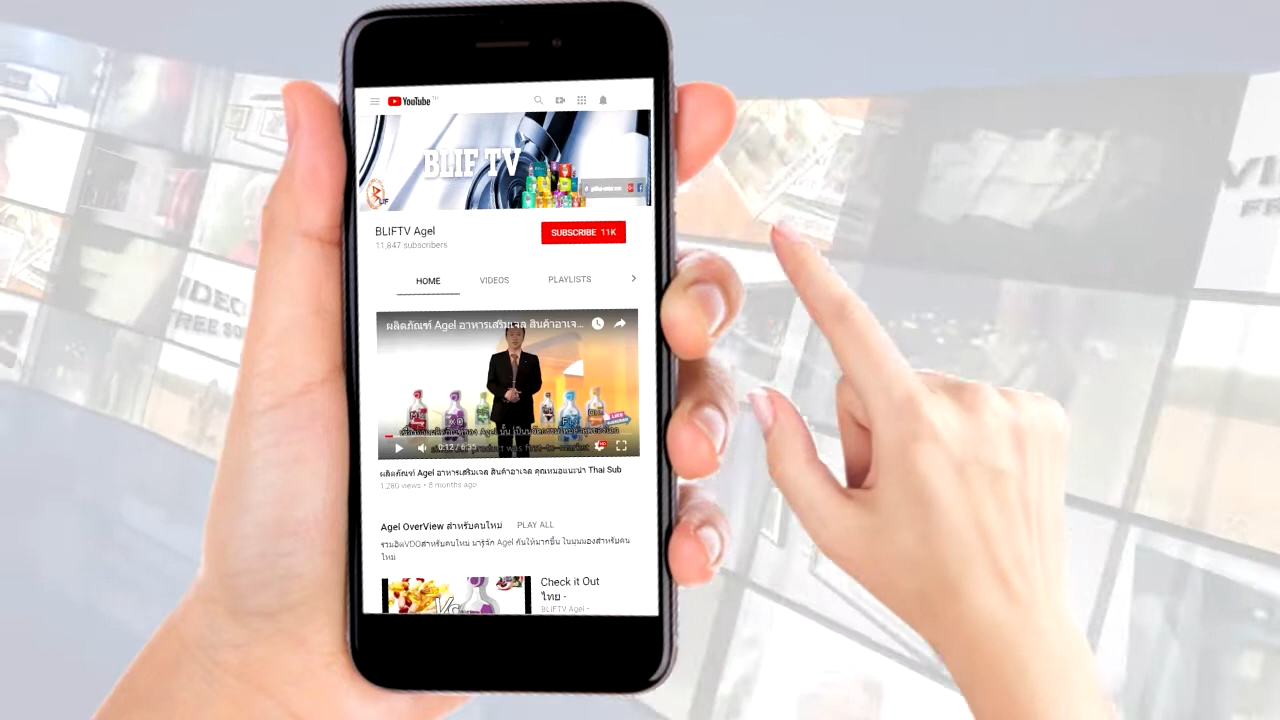 YouTube TH
BLIF TV
BLIFTV Agel
11,847 subscribers
SUBSCRIBE 11K
HOME
VIDEOS
PLAYLISTS
ผลิตภัณฑ์ Agel อาหารเสริมเจล สินค้าอาเจ...
0:12 / 6:35
HD
ผลิตภัณฑ์ Agel อาหารเสริมเจล สินค้าอาเจล คุณหมอแนะนำ Thai Sub
1,280 views • 8 months ago
Agel OverView สำหรับคนใหม่
PLAY ALL
รวมฮิตVDOสำหรับคนใหม่ มารู้จัก Agel กันให้มากขึ้น ในมุมมองสำหรับคน
ใหม่
Vs
Check it Out
ไทย -
BLIFTV Agel -